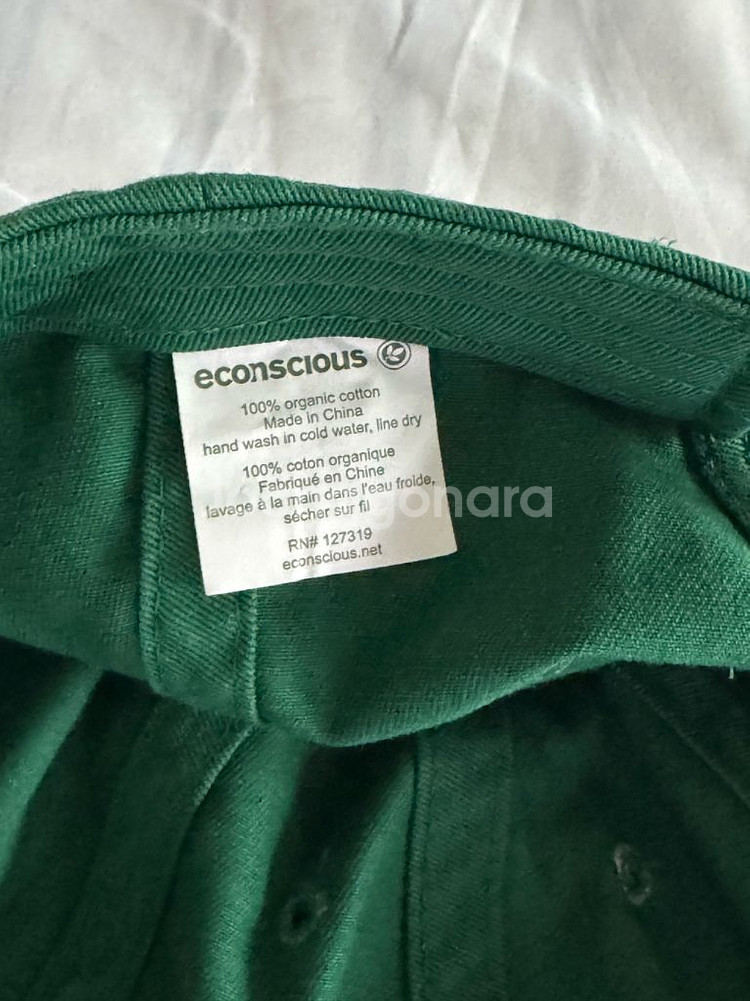 econscious
100% organic cotton
Made in China
hand wash in cold water, line dry
100% coton organique
Fabriqué en Chine
lavage à la main dans l'eau froide,
sécher sur fil
RN# 127319
econscious.net